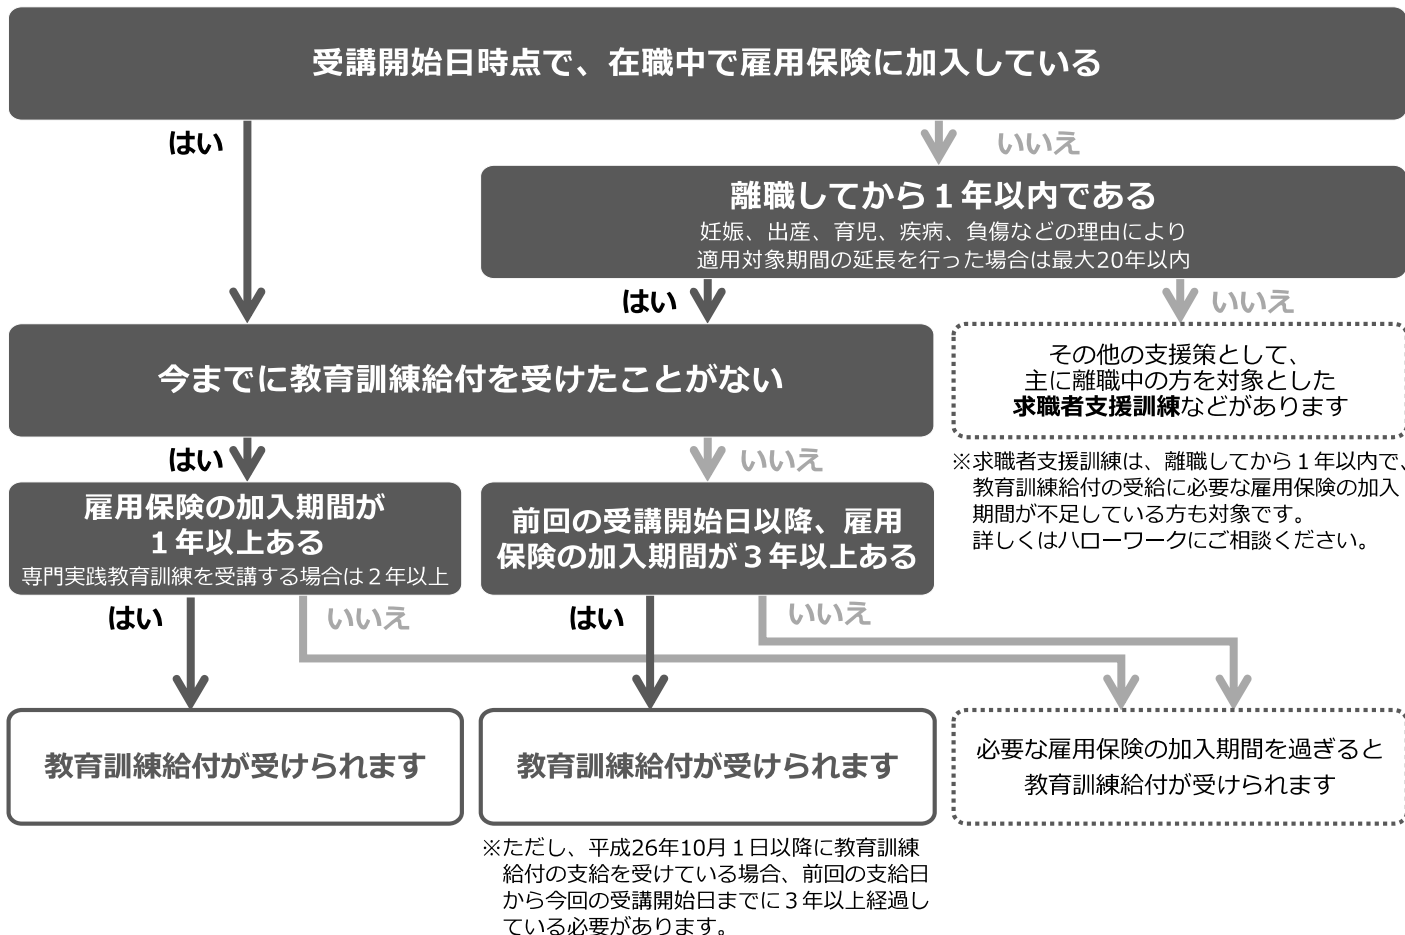 受講開始日時点で、在職中で雇用保険に加入している
はい
いいえ
離職してから１年以内である
妊娠、出産、育児、疾病、負傷などの理由により
適用対象期間の延長を行った場合は最大20年以内
はい
いいえ
今までに教育訓練給付を受けたことがない
その他の支援策として、
主に離職中の方を対象とした
求職者支援訓練などがあります
※求職者支援訓練は、離職してから１年以内で、
教育訓練給付の受給に必要な雇用保険の加入
期間が不足している方も対象です。
詳しくはハローワークにご相談ください。
はい
いいえ
雇用保険の加入期間が
１年以上ある
専門実践教育訓練を受講する場合は２年以上
前回の受講開始日以降、雇用
保険の加入期間が３年以上ある
はい
いいえ
はい
いいえ
教育訓練給付が受けられます
教育訓練給付が受けられます
必要な雇用保険の加入期間を過ぎると
教育訓練給付が受けられます
※ただし、平成26年10月１日以降に教育訓練
給付の支給を受けている場合、前回の支給日
から今回の受講開始日までに３年以上経過し
ている必要があります。